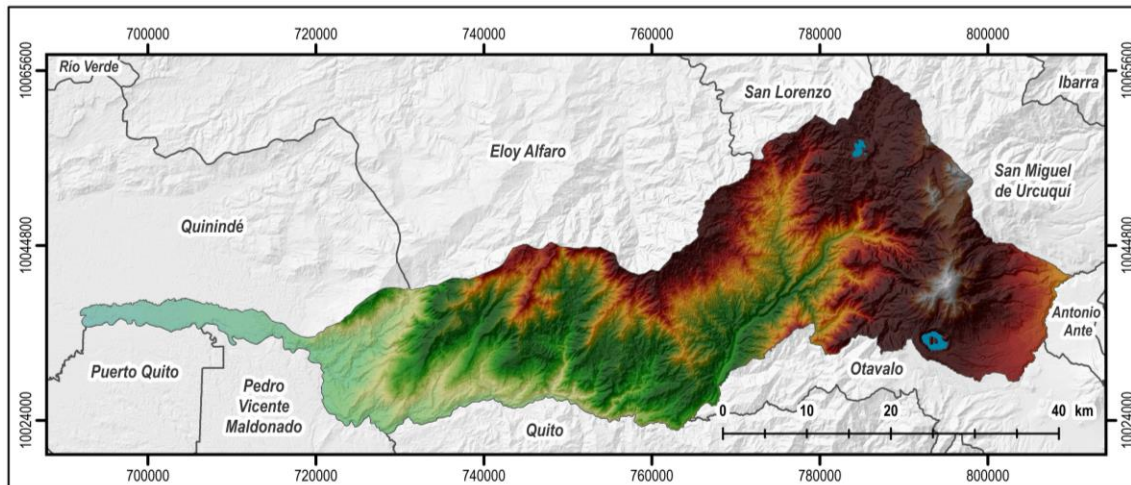 700000 720000 740000 760000 780000 800000
10065600 10065600
Rio Verde
San Lorenzo
Ibarra
Eloy Alfaro
San Miguel
de Urcuquí
Quinindé
10044800 10044800
Antonio
Ante'
Puerto Quito
Pedro
Vicente
Maldonado
Otavalo
Quito
0 10 20 40 km
10024000 10024000
700000 720000 740000 760000 780000 800000